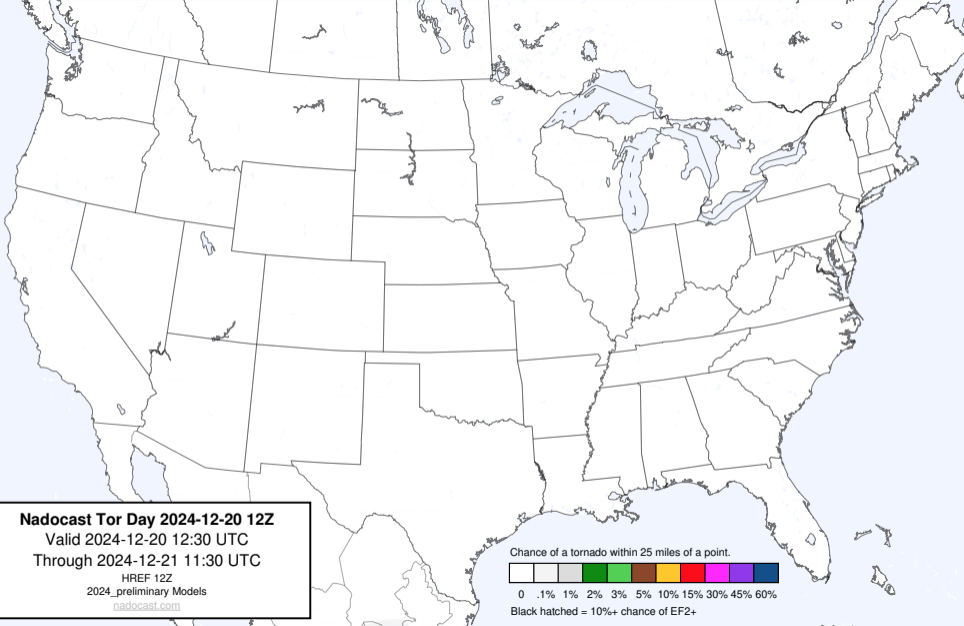 Nadocast Tor Day 2024-12-20 12Z
Valid 2024-12-20 12:30 UTC
Through 2024-12-21 11:30 UTC
HREF 12Z
2024_preliminary Models
nadocast.com
Chance of a tornado within 25 miles of a point.
0 .1% 1% 2% 3% 5% 10% 15% 30% 45% 60%
Black hatched = 10%+ chance of EF2+